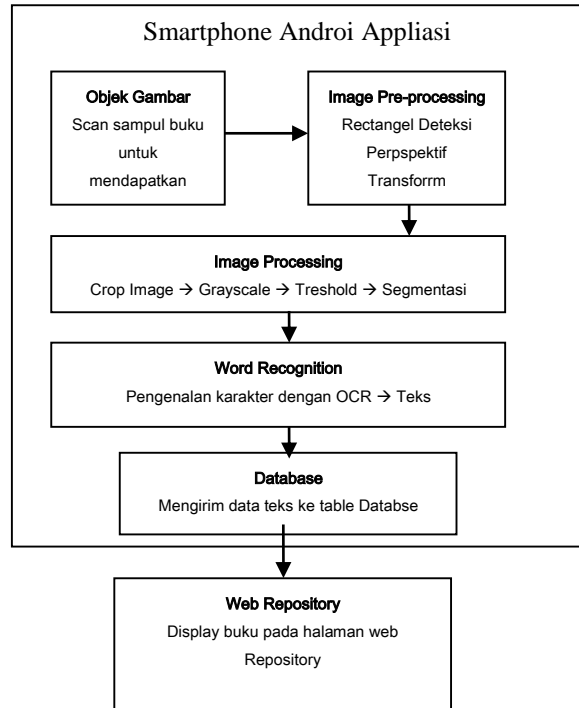 Smartphone Androi Appliasi
Objek Gambar
Scan sampul buku
untuk
mendapatkan
Image Pre-processing
Rectangel Deteksi
Perpspektif
Transforrm
Image Processing
Crop Image → Grayscale → Treshold → Segmentasi
Word Recognition
Pengenalan karakter dengan OCR → Teks
Database
Mengirim data teks ke table Databse
Web Repository
Display buku pada halaman web
Repository